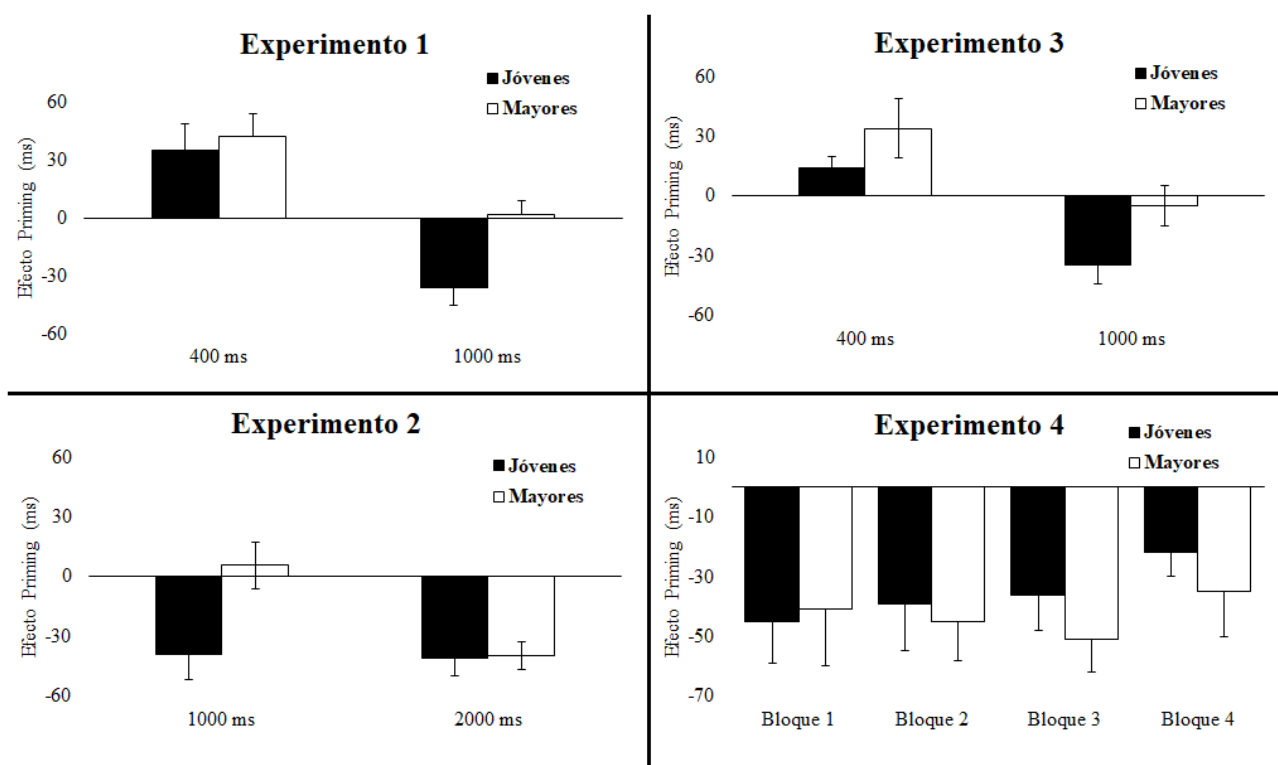 Experimento 1
Jóvenes
Mayores
Efecto Priming (ms)
60
30
0
-30
-60
400 ms
1000 ms
Experimento 3
Jóvenes
Mayores
Efecto Priming (ms)
60
30
0
-30
-60
400 ms
1000 ms
Experimento 2
Jóvenes
Mayores
Efecto Priming (ms)
60
30
0
-30
-60
1000 ms
2000 ms
Experimento 4
Jóvenes
Mayores
Efecto Priming (ms)
10
-10
-30
-50
-70
Bloque 1
Bloque 2
Bloque 3
Bloque 4